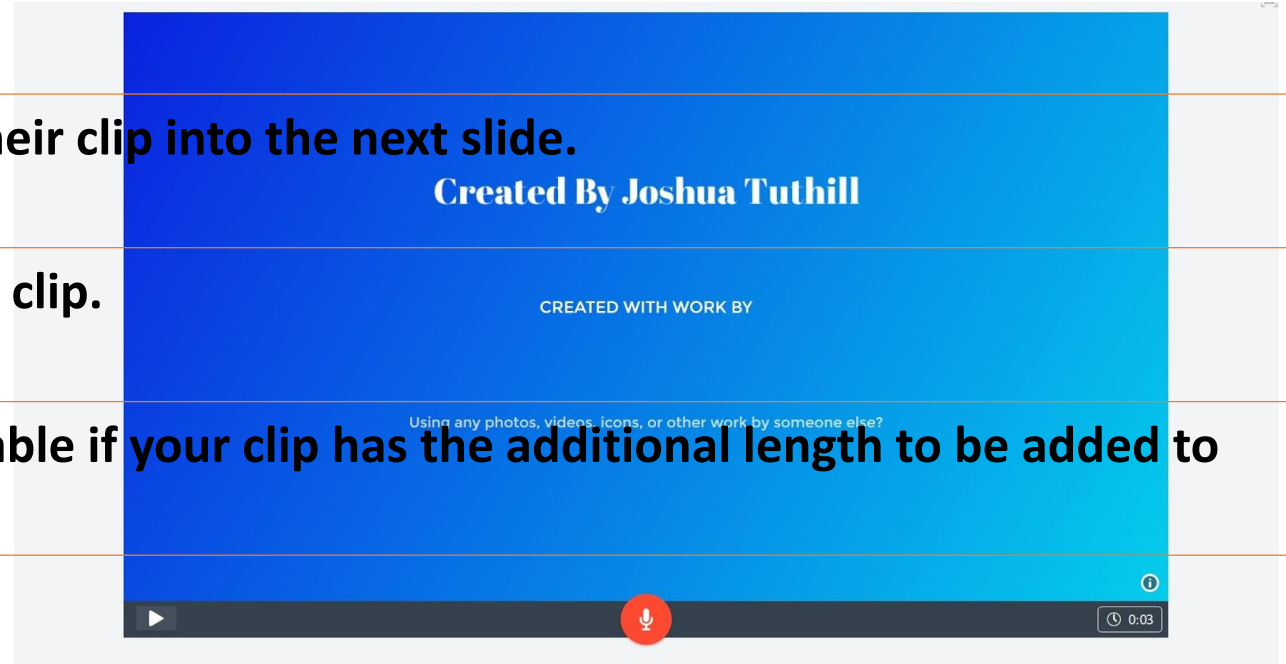 eir clip into the next slide.
Created By Joshua Tuthill
clip.
CREATED WITH WORK BY
Using any photos, videos, icons, or other work by someone else?
able if your clip has the additional length to be added to
0:03